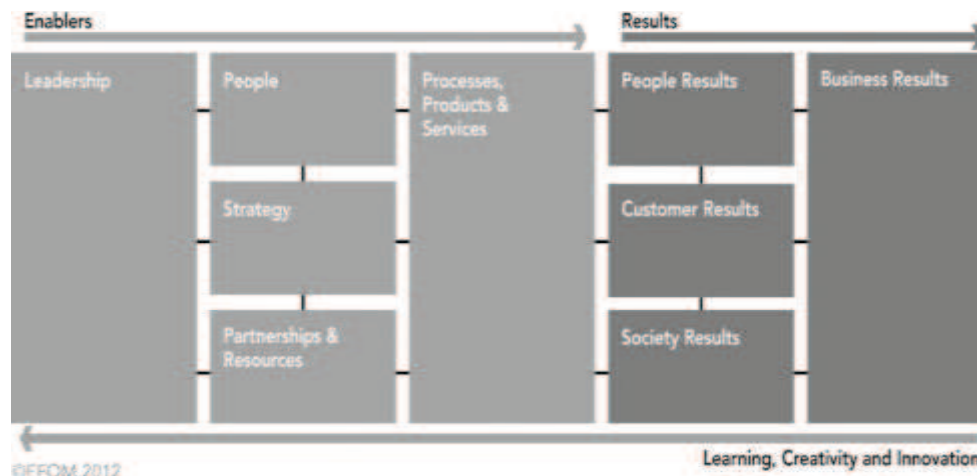 Enablers
Results
Leadership
People
Processes,
Products &
Services
People Results
Business Results
Strategy
Customer Results
Partnerships &
Resources
Society Results
Learning, Creativity and Innovation
©EFQM 2012